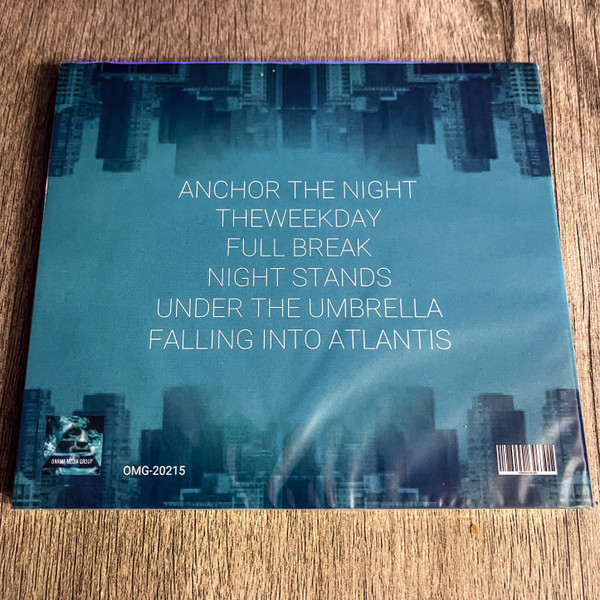 ANCHOR THE NIGHT
THEWEEKDAY
FULL BREAK
NIGHT STANDS
UNDER THE UMBRELLA
FALLING INTO ATLANTIS
OMG-20215